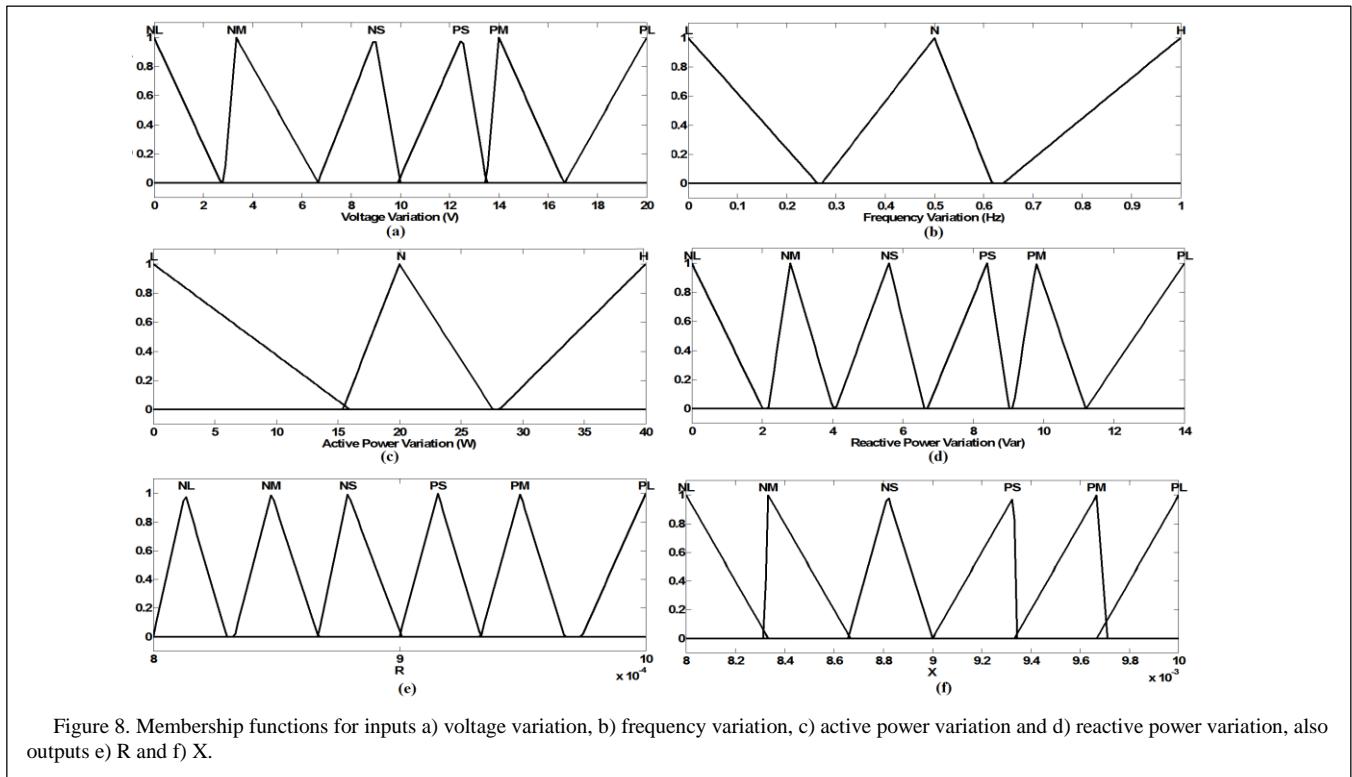 NL NM NS PS PM PL
1
0.8
0.6
0.4
0.2
0
0 2 4 6 8 10 12 14 16 18 20
Voltage Variation (V)
(a)
L N H
1
0.8
0.6
0.4
0.2
0
0 0.1 0.2 0.3 0.4 0.5 0.6 0.7 0.8 0.9 1
Frequency Variation (Hz)
(b)
L N H
1
0.8
0.6
0.4
0.2
0
0 5 10 15 20 25 30 35 40
Active Power Variation (W)
(c)
NL NM NS PS PM PL
1
0.8
0.6
0.4
0.2
0
0 2 4 6 8 10 12 14
Reactive Power Variation (Var)
(d)
NL NM NS PS PM PL
1
0.8
0.6
0.4
0.2
0
8 9 10
R
x 10⁻⁴
(e)
NL NM NS PS PM PL
1
0.8
0.6
0.4
0.2
0
8 8.2 8.4 8.6 8.8 9 9.2 9.4 9.6 9.8 10
X
x 10⁻³
(f)
Figure 8. Membership functions for inputs a) voltage variation, b) frequency variation, c) active power variation and d) reactive power variation, also
outputs e) R and f) X.